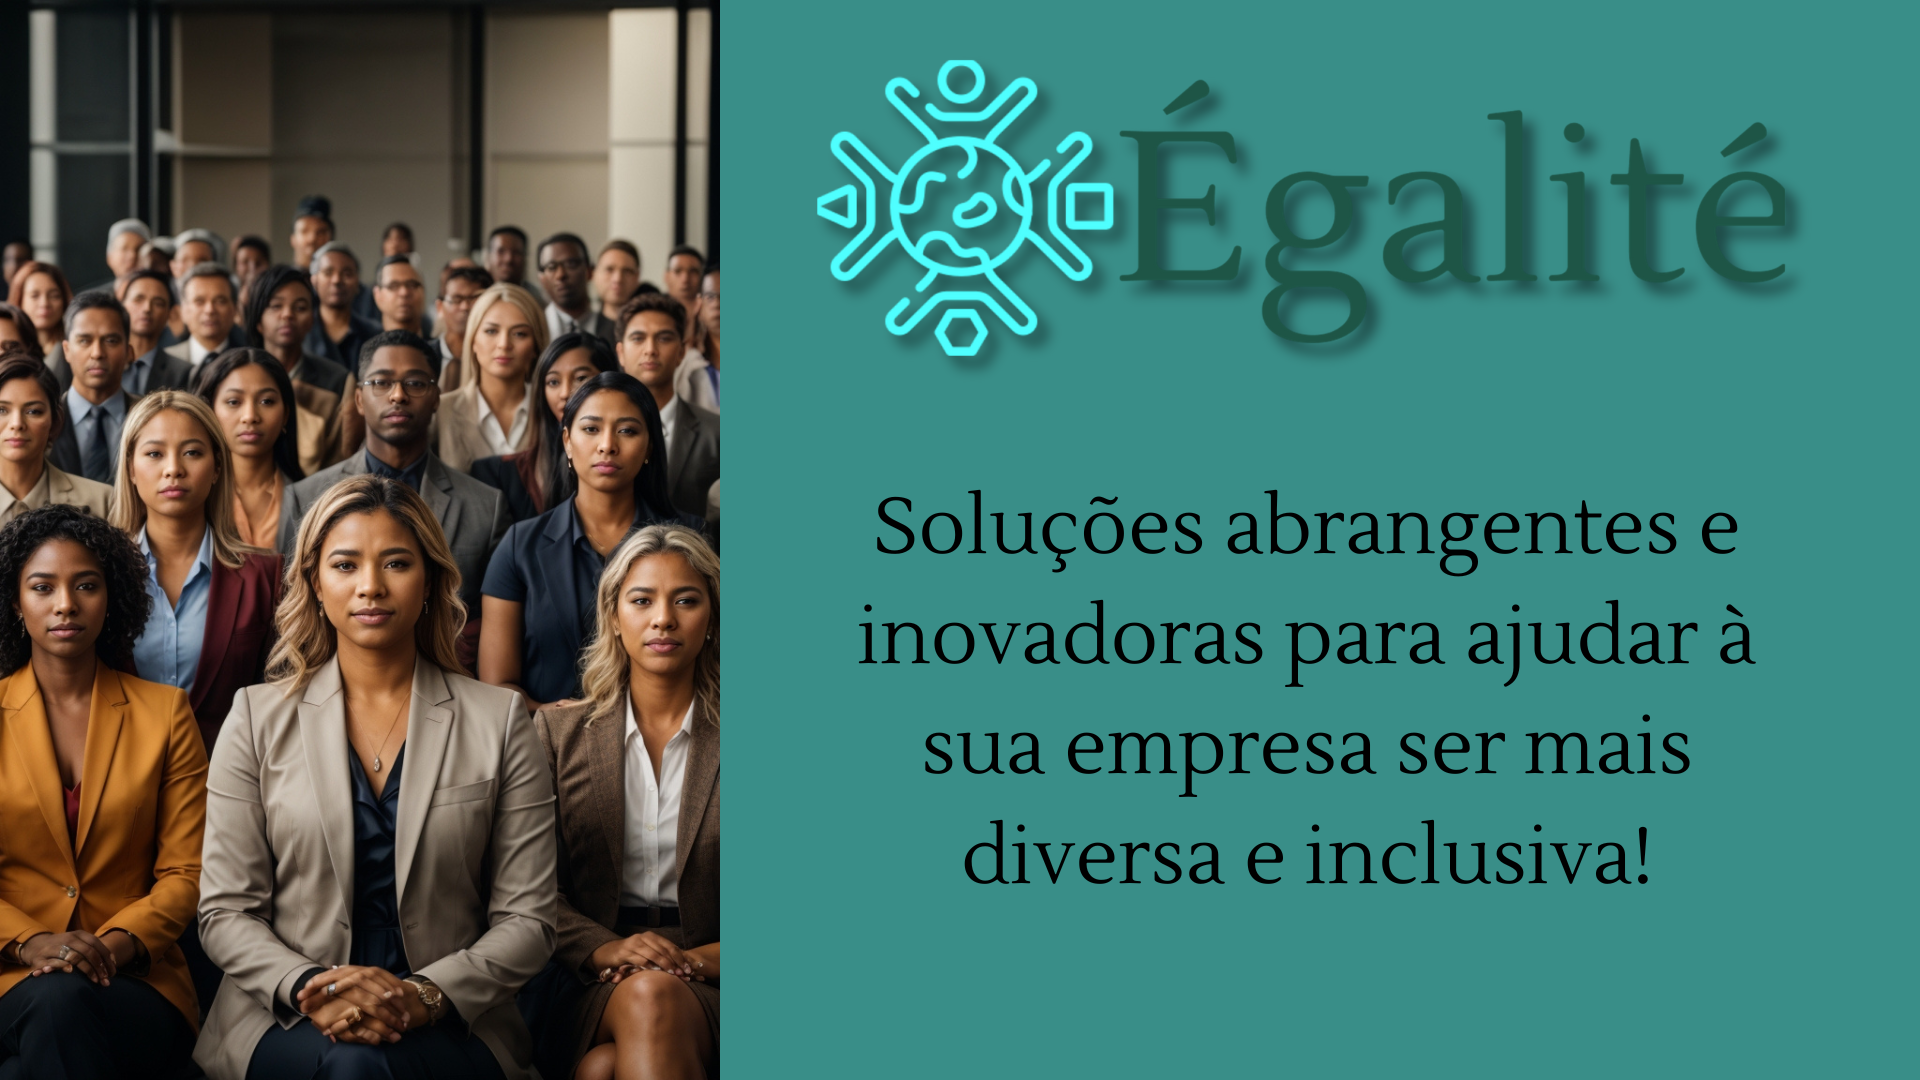 Égalité
Soluções abrangentes e
inovadoras para ajudar à
sua empresa ser mais
diversa e inclusiva!